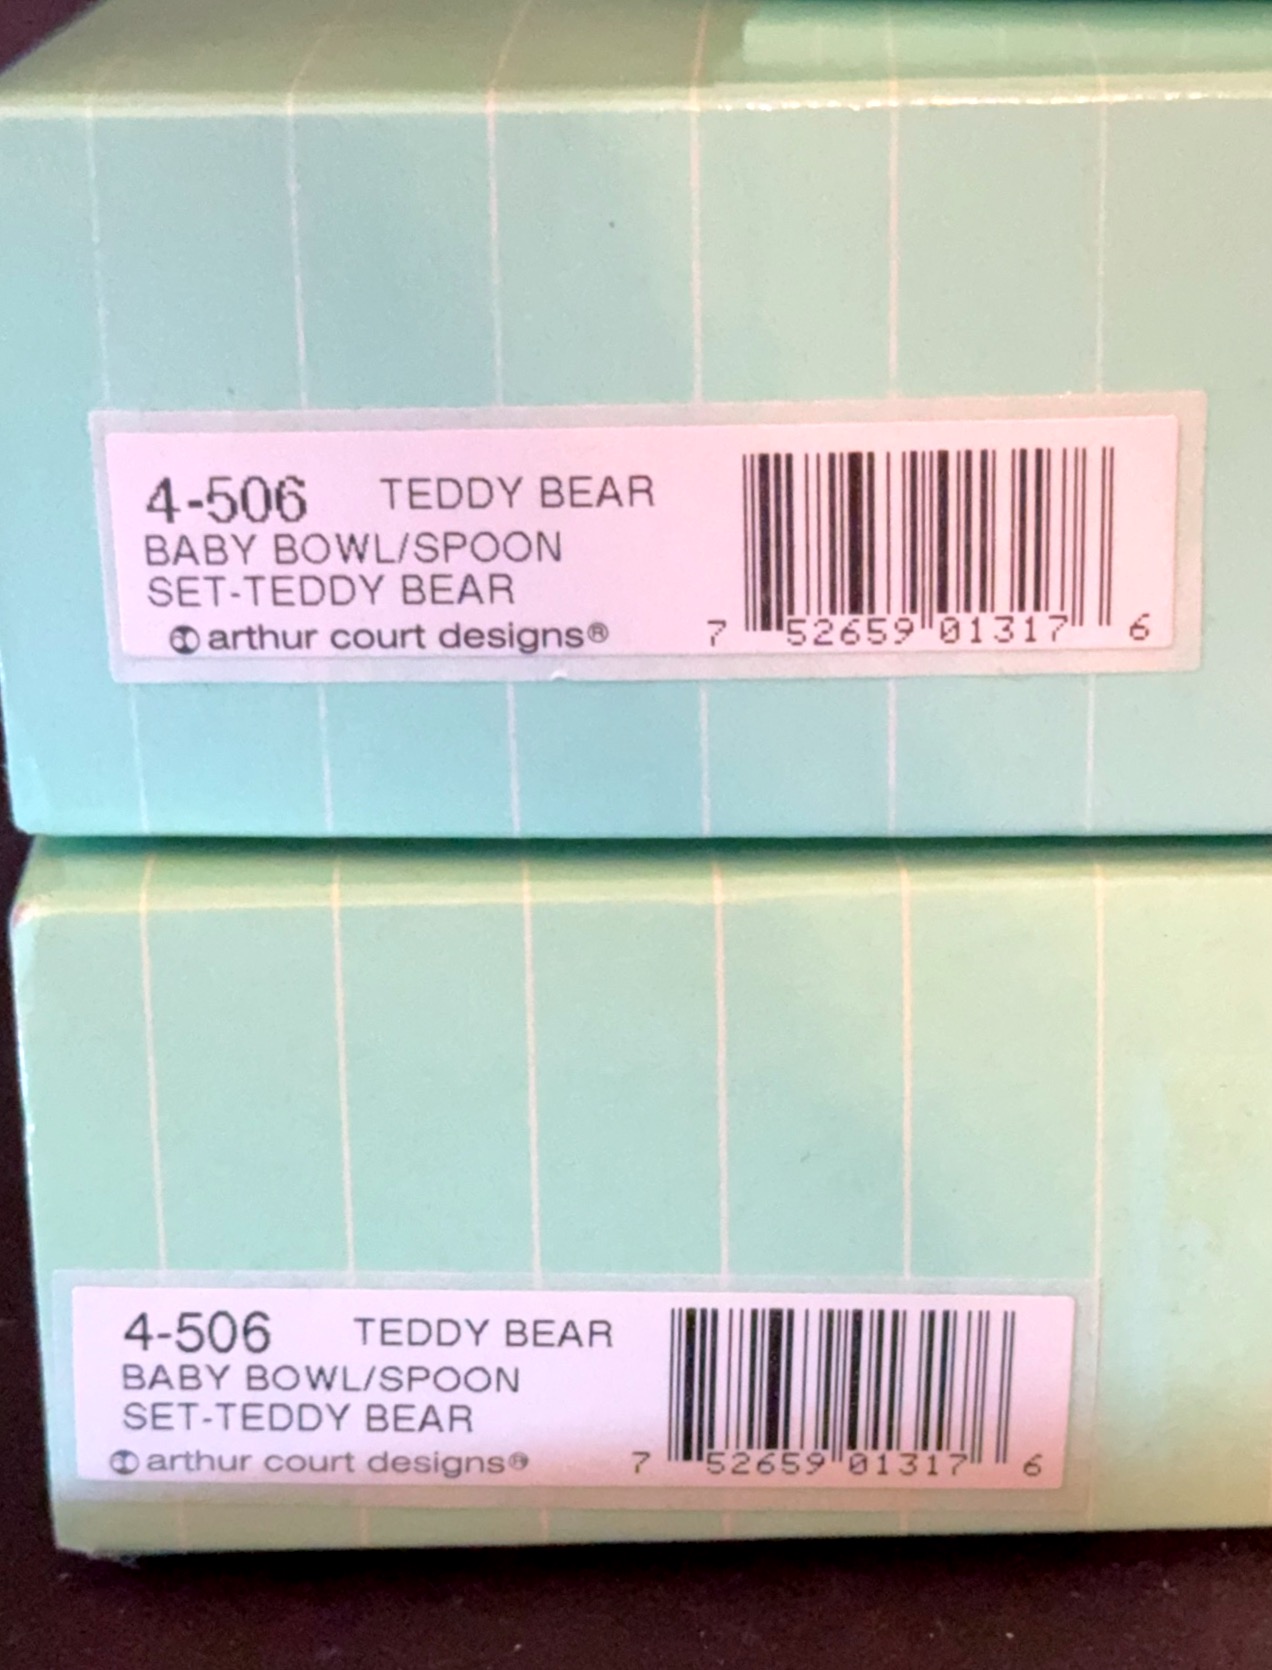 4-506 TEDDY BEAR
BABY BOWL/SPOON
SET-TEDDY BEAR
arthur court designs®
7 52659 01317 6
4-506 TEDDY BEAR
BABY BOWL/SPOON
SET-TEDDY BEAR
arthur court designs®
7 52659 01317 6